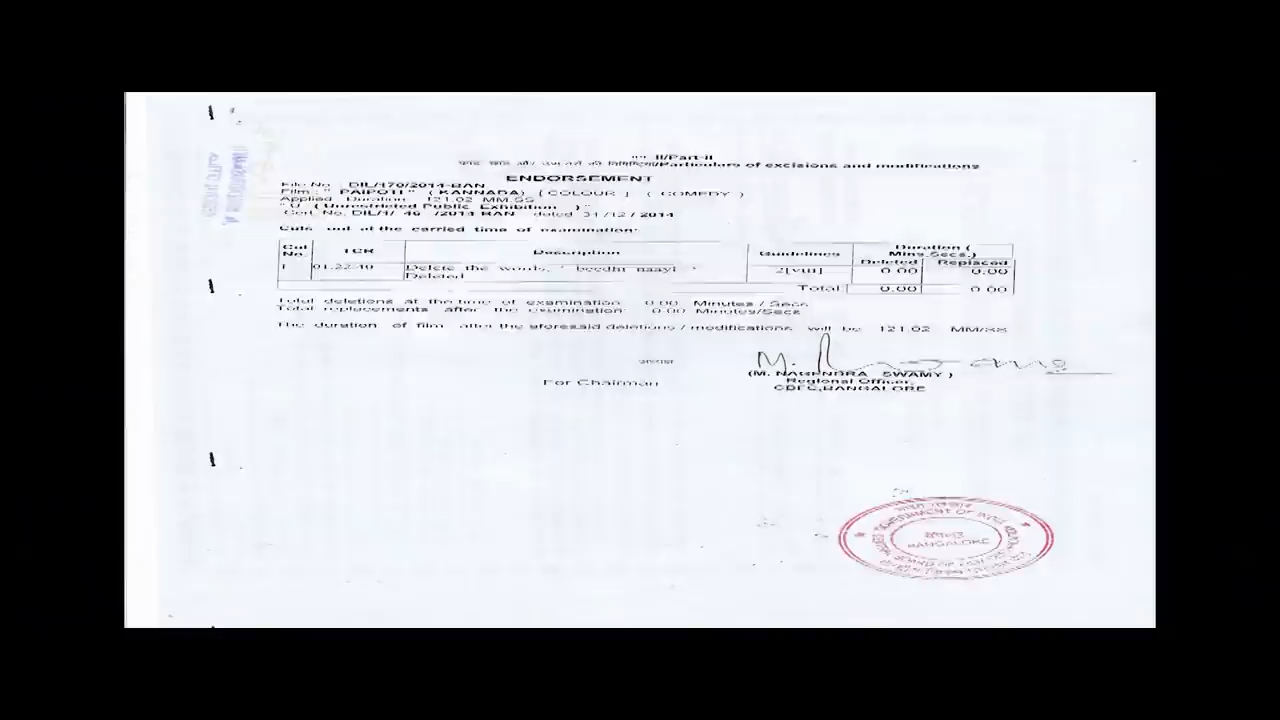 II/Part-II
/Particulars of excisions and modifications
ENDORSEMENT
File No. DIL/170/2014-BAN
Film : " " ( KANNADA) [ COLOUR ] ( COMEDY )
Applied Duration 121.02 MM.SS
" U ( Unrestricted Public Exhibition )"
Cert. No. DIL/1/ 46 /2014 BAN dated 31/12/ 2014
Cuts out at the carried time of examination:
Cut No. TCR Description Guidelines Duration ( Mins.Secs.)
Deleted Replaced
1 01.22.40 Delete the words, ' beedhi naayi ' 2[viii] 0.00 0.00
Deleted
Total: 0.00 0.00
Total deletions at the time of examination 0.00 Minutes / Secs
Total replacements after the examination 0.00 Minutes/Secs
The duration of film after the aforesaid deletions / modifications will be 121.02 MM/SS
For Chairman
(M. NAGENDRA SWAMY )
Regional Officer,
CBFC,BANGALORE
BANGALORE